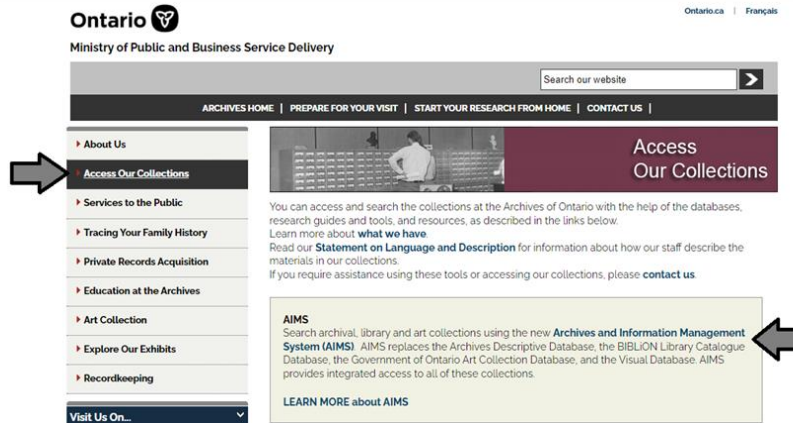 Ontario
Ontario.ca | Français
Ministry of Public and Business Service Delivery
Search our website
ARCHIVES HOME | PREPARE FOR YOUR VISIT | START YOUR RESEARCH FROM HOME | CONTACT US |
About Us
Access Our Collections
Services to the Public
Tracing Your Family History
Private Records Acquisition
Education at the Archives
Art Collection
Explore Our Exhibits
Recordkeeping
Visit Us On...
Access
Our Collections
You can access and search the collections at the Archives of Ontario with the help of the databases,
research guides and tools, and resources, as described in the links below.
Learn more about what we have.
Read our Statement on Language and Description for information about how our staff describe the
materials in our collections.
If you require assistance using these tools or accessing our collections, please contact us.
AIMS
Search archival, library and art collections using the new Archives and Information Management
System (AIMS). AIMS replaces the Archives Descriptive Database, the BIBLiON Library Catalogue
Database, the Government of Ontario Art Collection Database, and the Visual Database. AIMS
provides integrated access to all of these collections.
LEARN MORE about AIMS